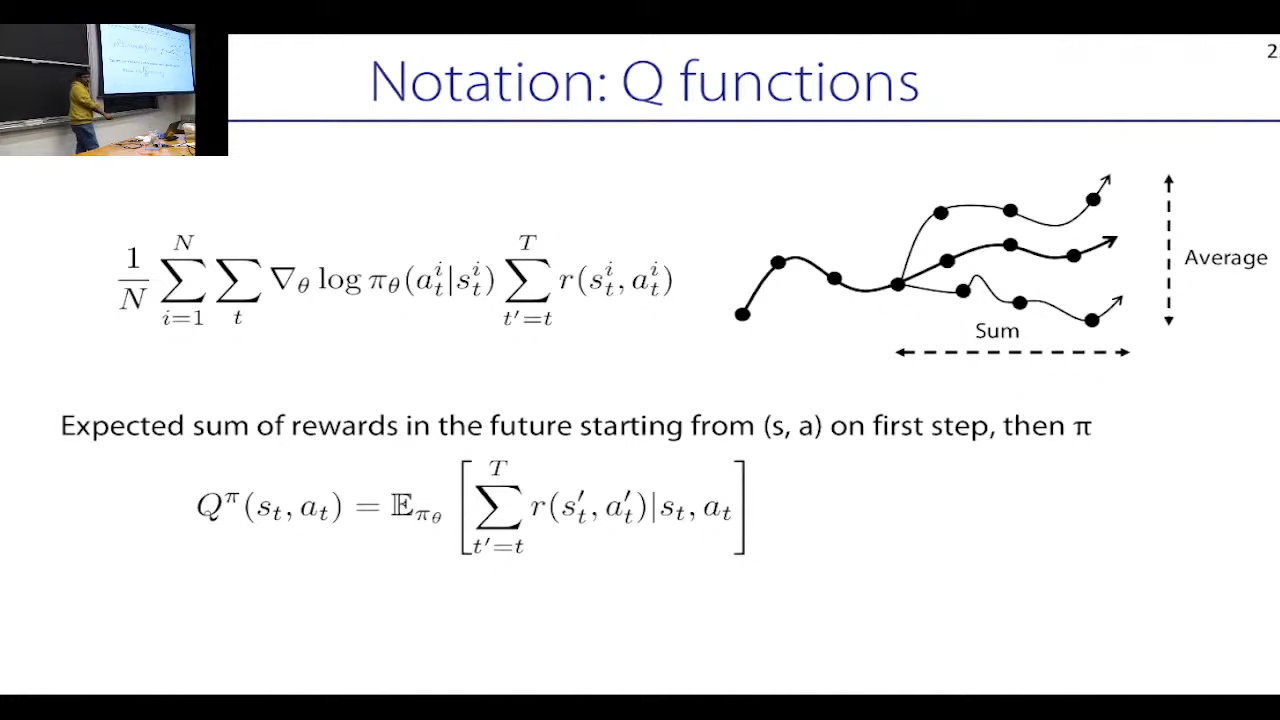 Notation: Q functions
2
\frac{1}{N} \sum_{i=1}^{N} \sum_{t} \nabla_\theta \log \pi_\theta(a_t^i|s_t^i) \sum_{t'=t}^{T} r(s_t^i, a_t^i)
Average
Sum
Expected sum of rewards in the future starting from (s, a) on first step, then π
Q^\pi(s_t, a_t) = \mathbb{E}_{\pi_\theta} \left[ \sum_{t'=t}^{T} r(s_t', a_t')|s_t, a_t \right]